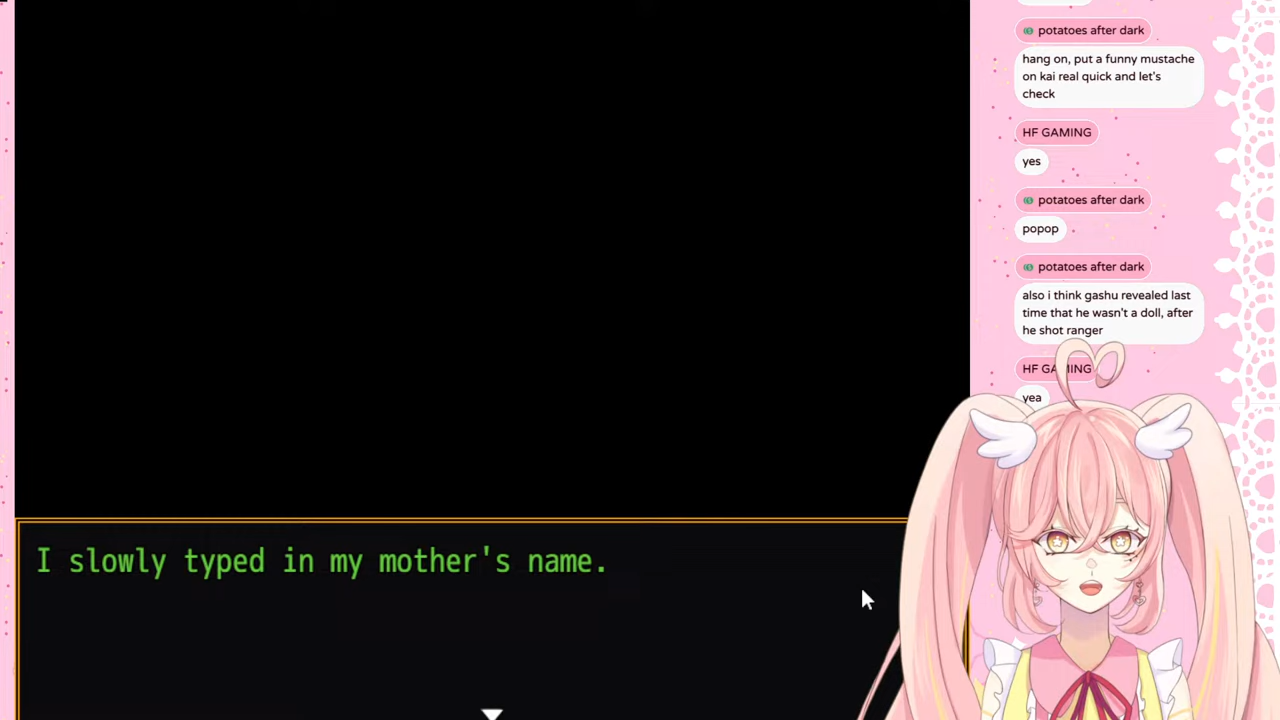 potatoes after dark
hang on, put a funny mustache
on kai real quick and let's
check
HF GAMING
yes
potatoes after dark
popop
potatoes after dark
also i think gashu revealed last
time that he wasn't a doll, after
he shot ranger
HF GAMING
yea
I slowly typed in my mother's name.